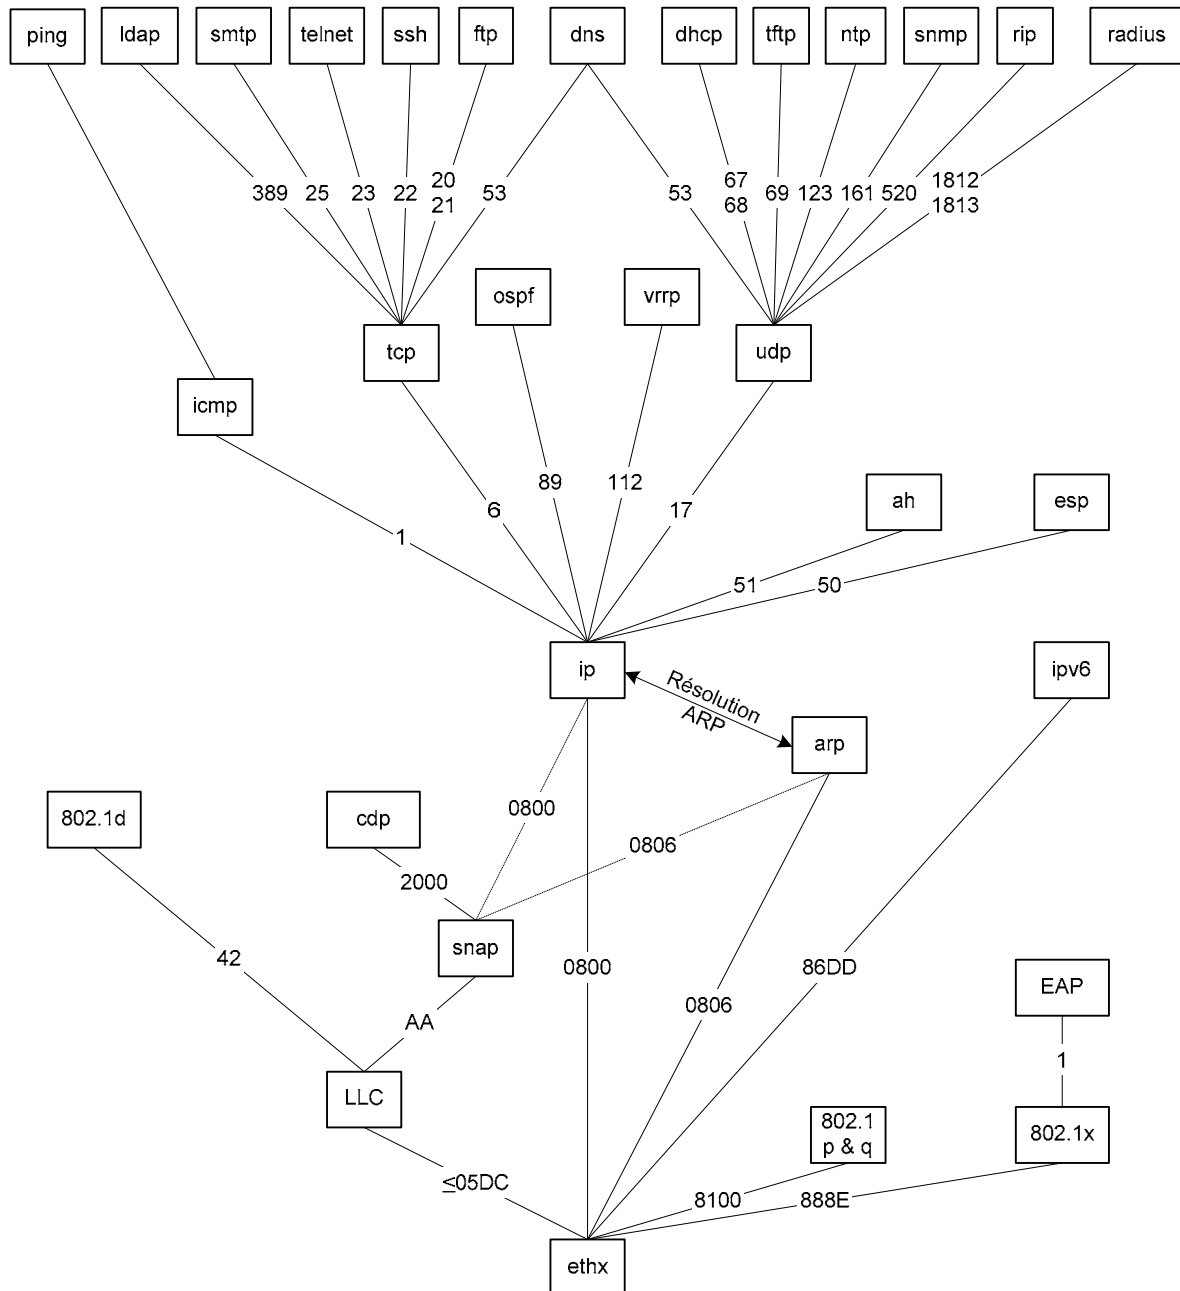 ping
ldap
smtp
telnet
ssh
ftp
dns
dhcp
tftp
ntp
snmp
rip
radius
389
25
23
22
20
21
53
53
67
68
69
123
161
520
1812
1813
ospf
vrrp
tcp
udp
icmp
89
112
6
17
1
ah
esp
51
50
ip
ipv6
Résolution
ARP
arp
802.1d
cdp
0800
0806
2000
snap
42
0800
86DD
0806
EAP
AA
1
LLC
802.1
p & q
802.1x
≤05DC
8100
888E
ethx